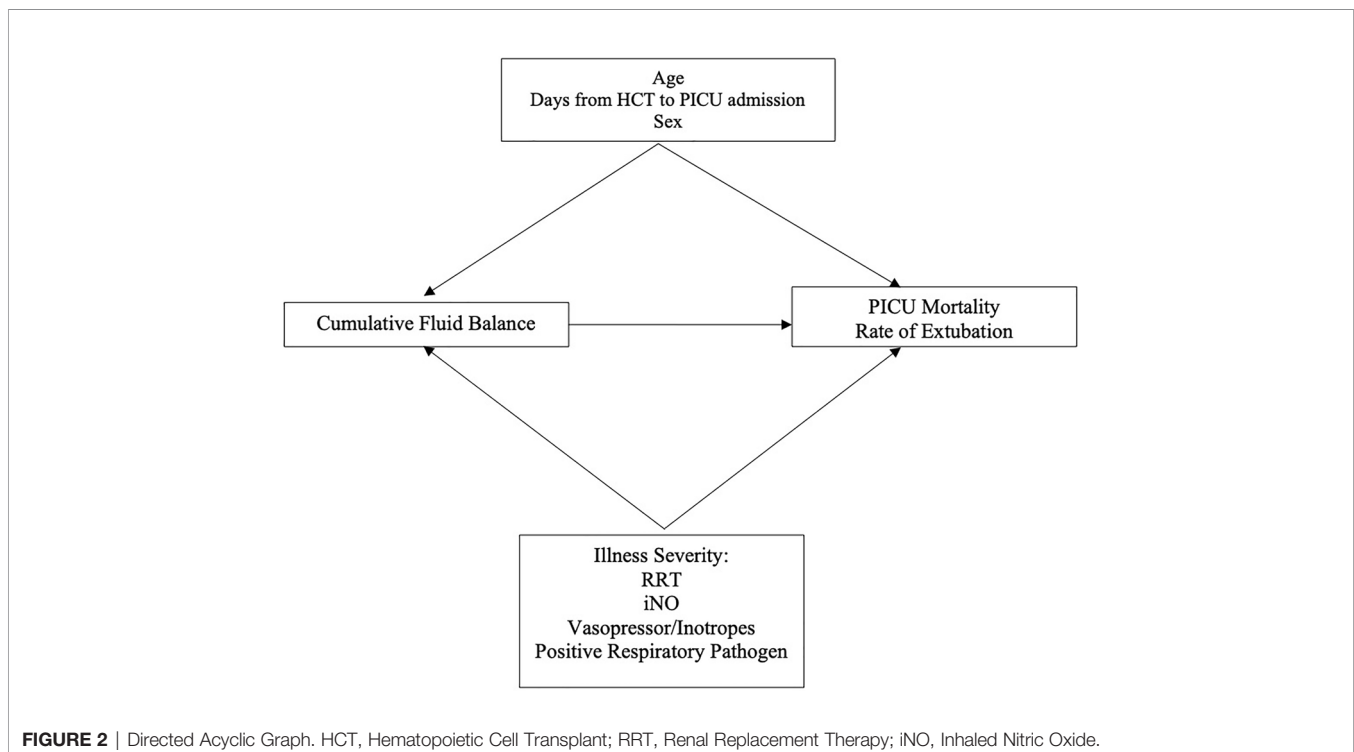 Age
Days from HCT to PICU admission
Sex
Cumulative Fluid Balance
PICU Mortality
Rate of Extubation
Illness Severity:
RRT
iNO
Vasopressor/Inotropes
Positive Respiratory Pathogen
FIGURE 2 | Directed Acyclic Graph. HCT, Hematopoietic Cell Transplant; RRT, Renal Replacement Therapy; iNO, Inhaled Nitric Oxide.